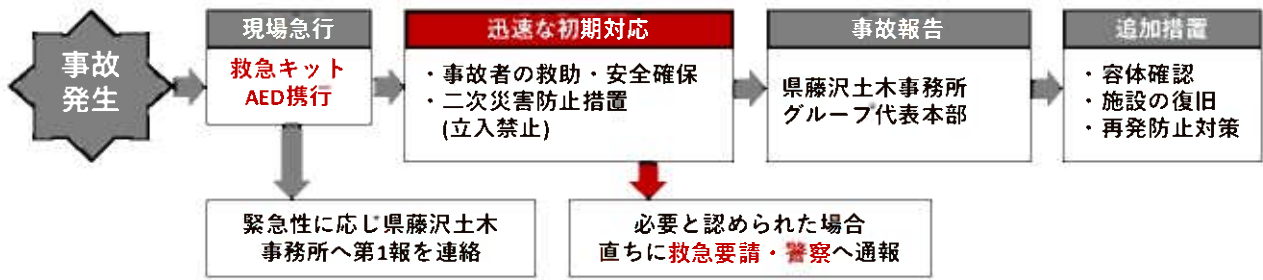 事故
発生
現場急行
救急キット
AED携行
迅速な初期対応
・事故者の救助・安全確保
・二次災害防止措置
(立入禁止)
事故報告
県藤沢土木事務所
グループ代表本部
追加措置
・容体確認
・施設の復旧
・再発防止対策
緊急性に応じ県藤沢土木
事務所へ第1報を連絡
必要と認められた場合
直ちに救急要請・警察へ通報